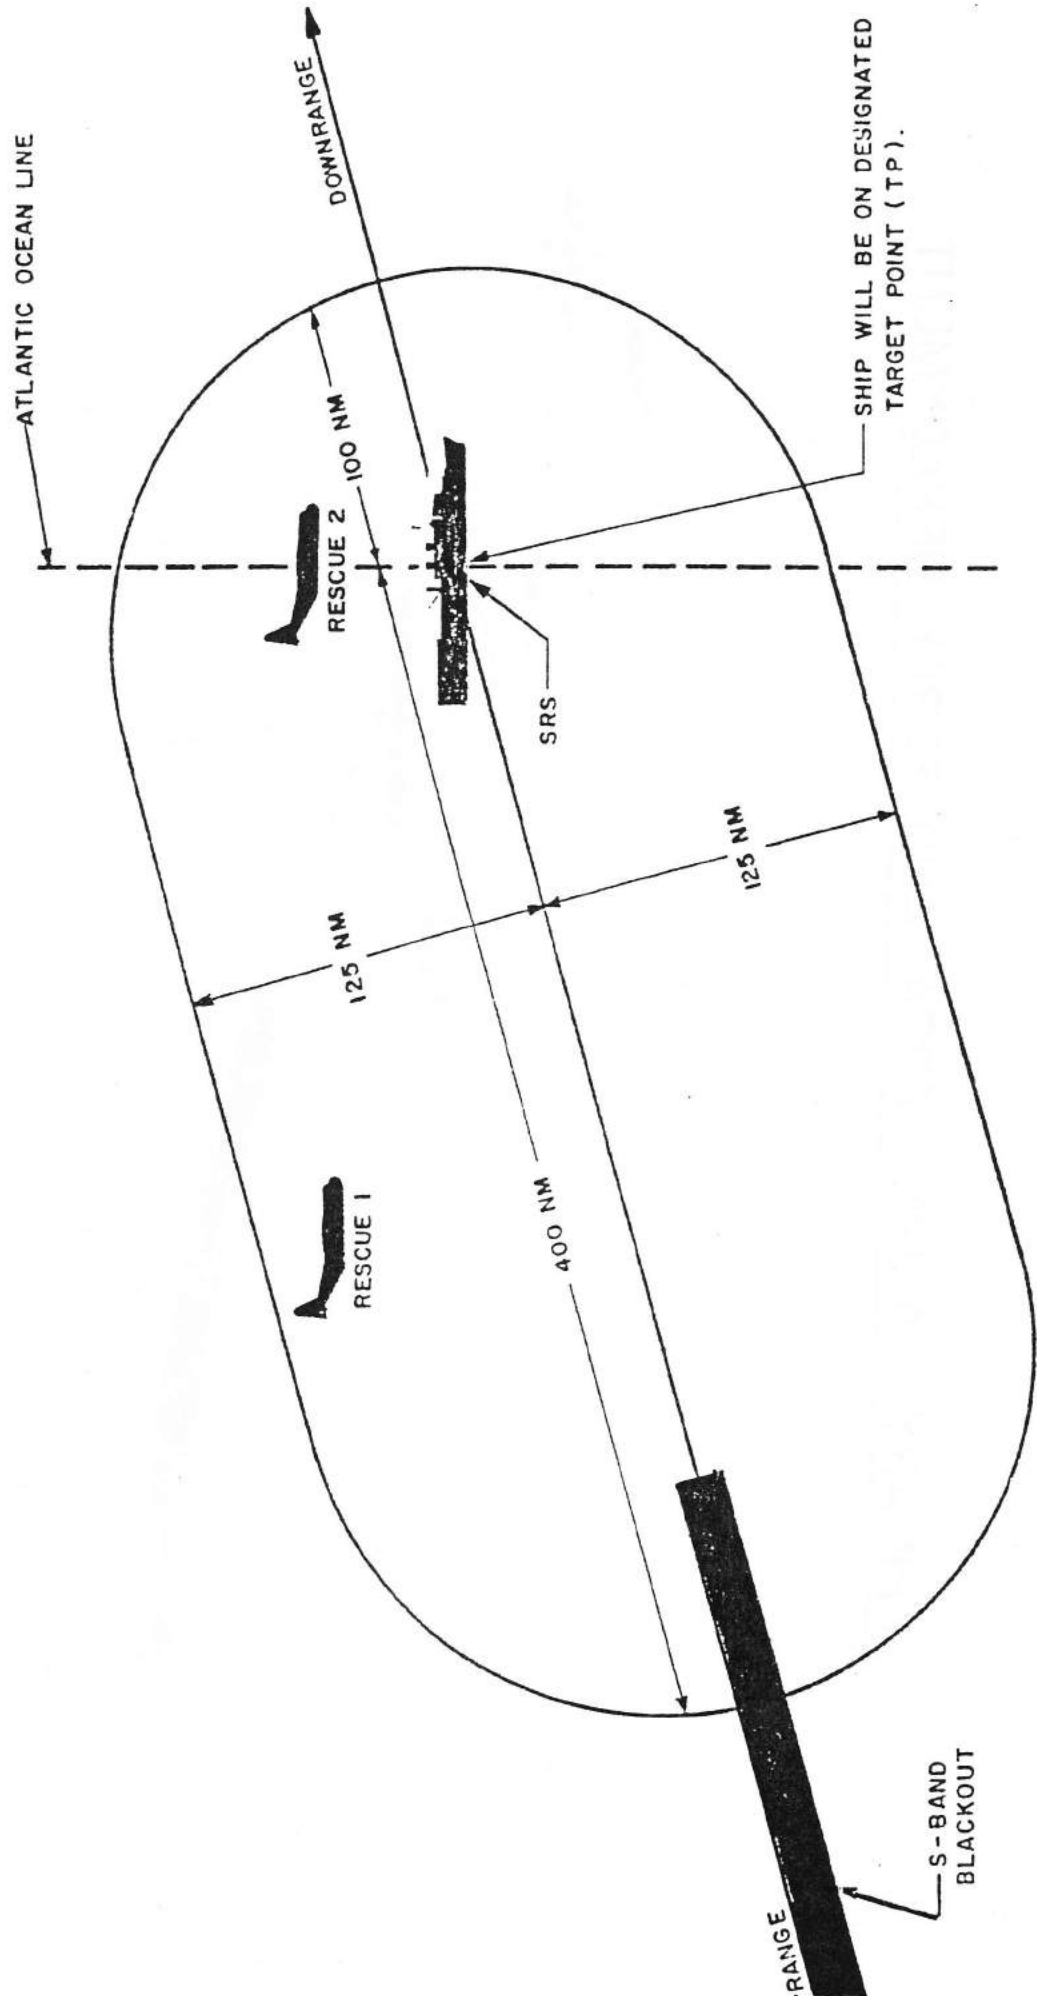 ATLANTIC OCEAN LINE
DOWNRANGE
RESCUE 2
100 NM
SHIP WILL BE ON DESIGNATED
TARGET POINT (TP).
SRS
125 NM
125 NM
RESCUE 1
400 NM
S-BAND
BLACKOUT
PRANGE